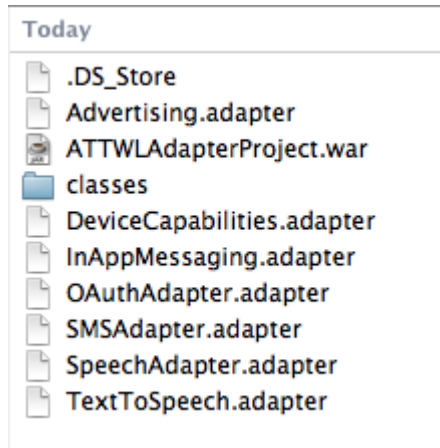 Today
.DS_Store
Advertising.adapter
ATTWLAdapterProject.war
classes
DeviceCapabilities.adapter
InAppMessaging.adapter
OAuthAdapter.adapter
SMSAdapter.adapter
SpeechAdapter.adapter
TextToSpeech.adapter